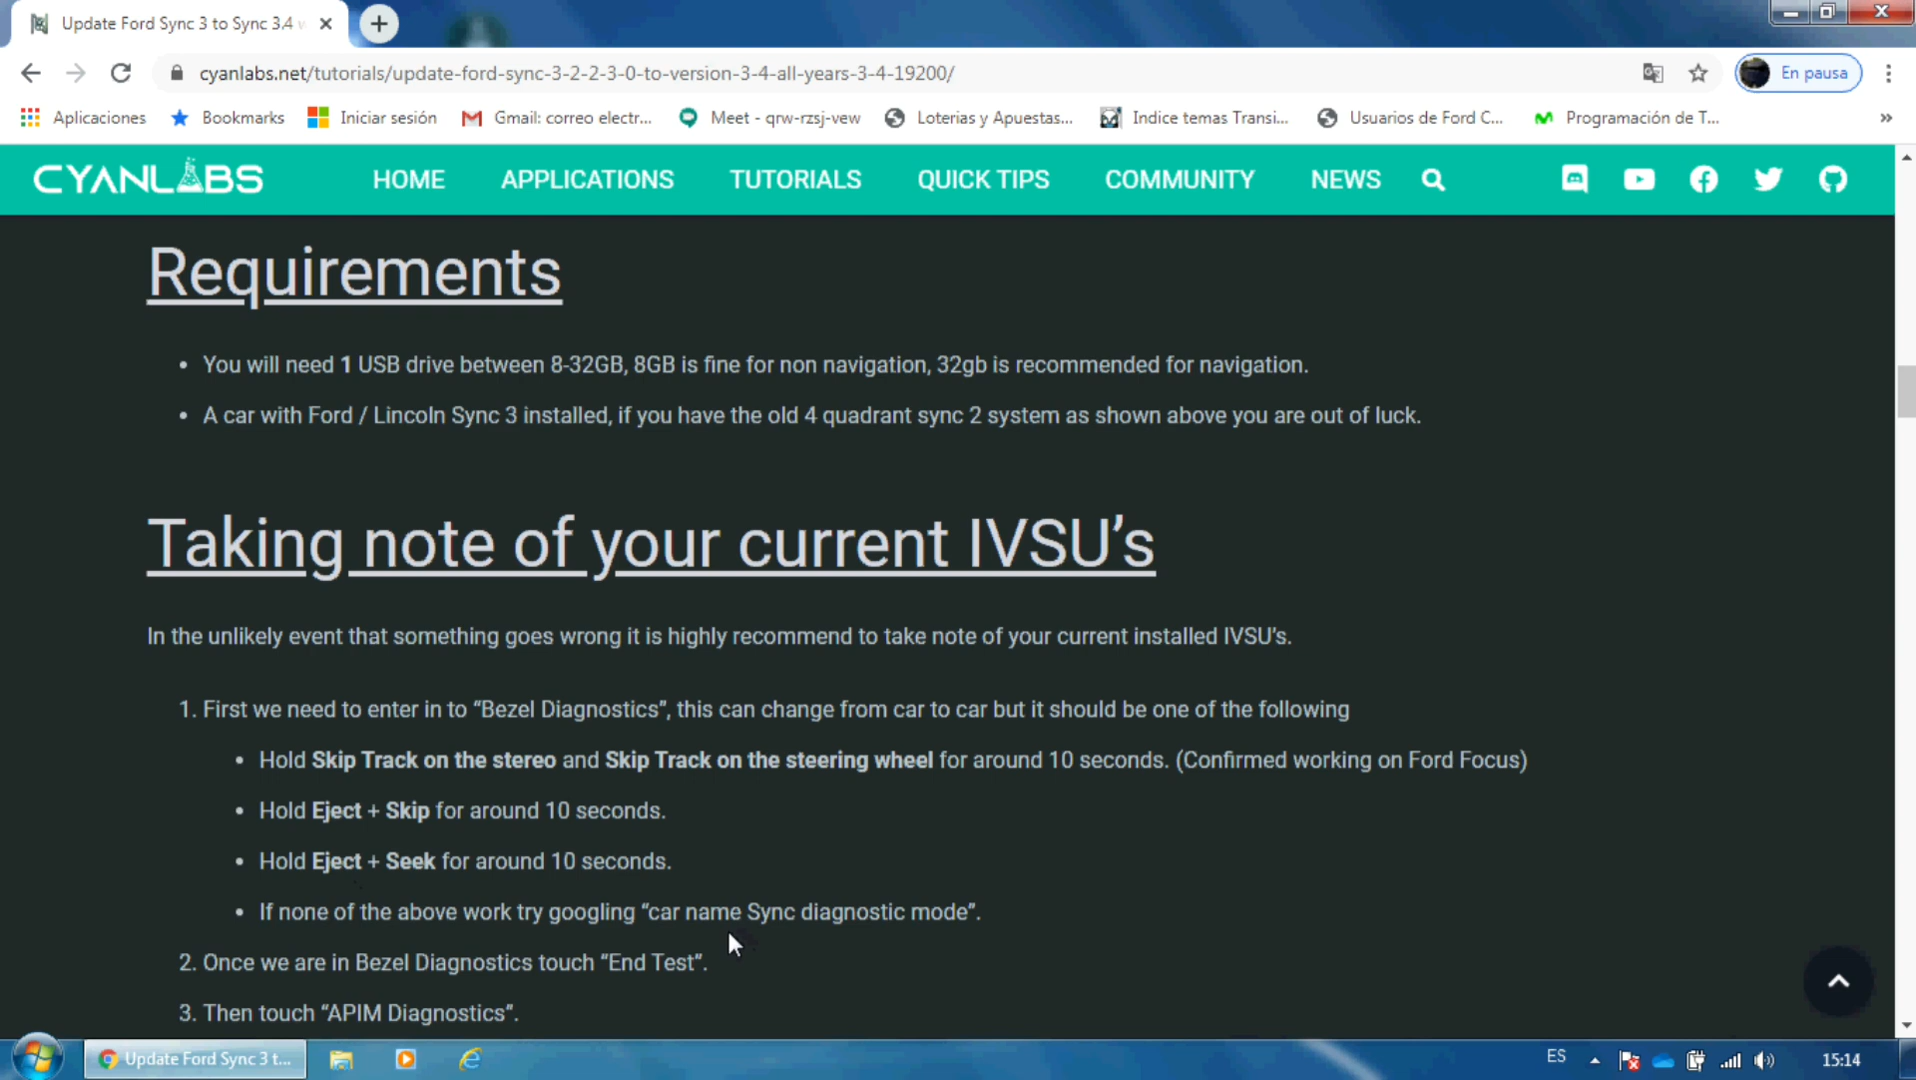 Update Ford Sync 3 to Sync 3.4 w
cyanlabs.net/tutorials/update-ford-sync-3-2-2-3-0-to-version-3-4-all-years-3-4-19200/
En pausa
Aplicaciones
Bookmarks
Iniciar sesión
Gmail: correo electr...
Meet - qrw-rzsj-vew
Loterias y Apuestas...
Indice temas Transi...
Usuarios de Ford C...
Programación de T...
»
CYANLABS
HOME
APPLICATIONS
TUTORIALS
QUICK TIPS
COMMUNITY
NEWS
Requirements
• You will need 1 USB drive between 8-32GB, 8GB is fine for non navigation, 32gb is recommended for navigation.
• A car with Ford / Lincoln Sync 3 installed, if you have the old 4 quadrant sync 2 system as shown above you are out of luck.
Taking note of your current IVSU’s
In the unlikely event that something goes wrong it is highly recommend to take note of your current installed IVSU’s.
1. First we need to enter in to “Bezel Diagnostics”, this can change from car to car but it should be one of the following
• Hold Skip Track on the stereo and Skip Track on the steering wheel for around 10 seconds. (Confirmed working on Ford Focus)
• Hold Eject + Skip for around 10 seconds.
• Hold Eject + Seek for around 10 seconds.
• If none of the above work try googling “car name Sync diagnostic mode”.
2. Once we are in Bezel Diagnostics touch “End Test”.
3. Then touch “APIM Diagnostics”.
Update Ford Sync 3 t...
ES
15:14